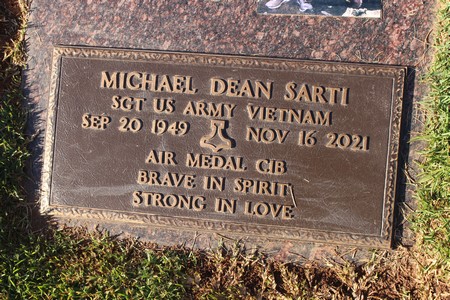 MICHAEL DEAN SARTI
SGT US ARMY VIETNAM
SEP 20 1949 NOV 16 2021
AIR MEDAL CIB
BRAVE IN SPIRIT
STRONG IN LOVE